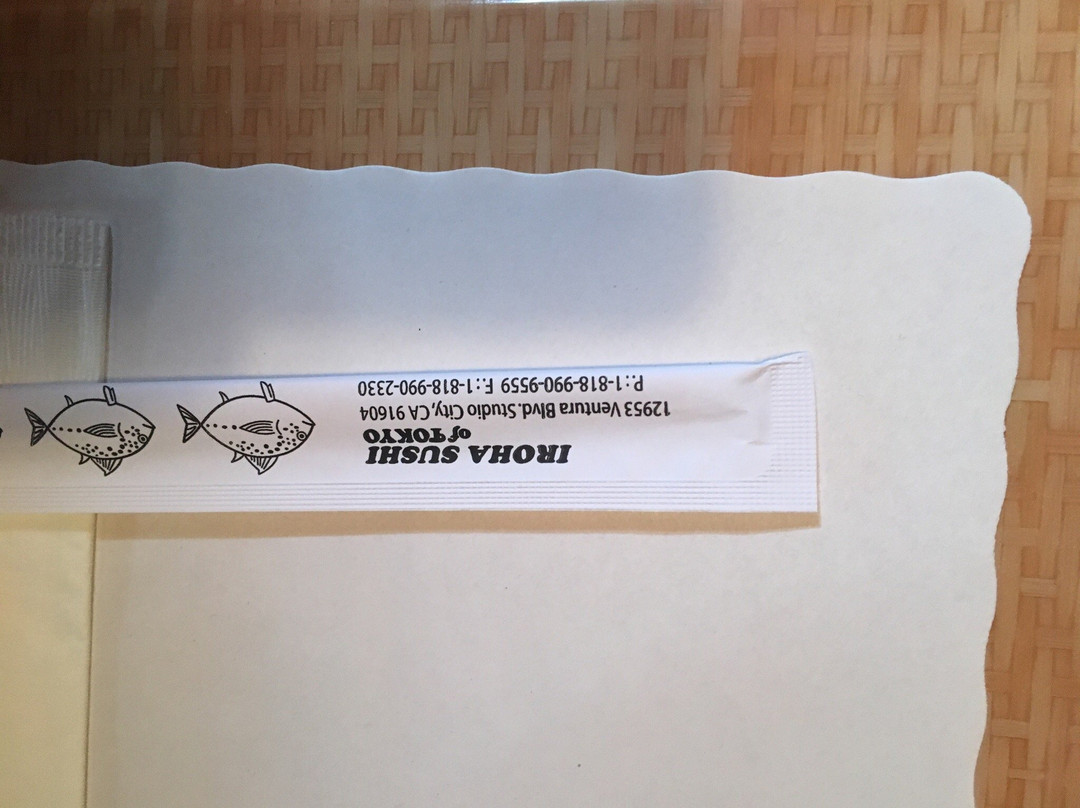 IROHA SUSHI
of TOKYO
12953 Ventura Blvd.Studio City,CA 91604
P.:1-818-990-9559 F.:1-818-990-2330